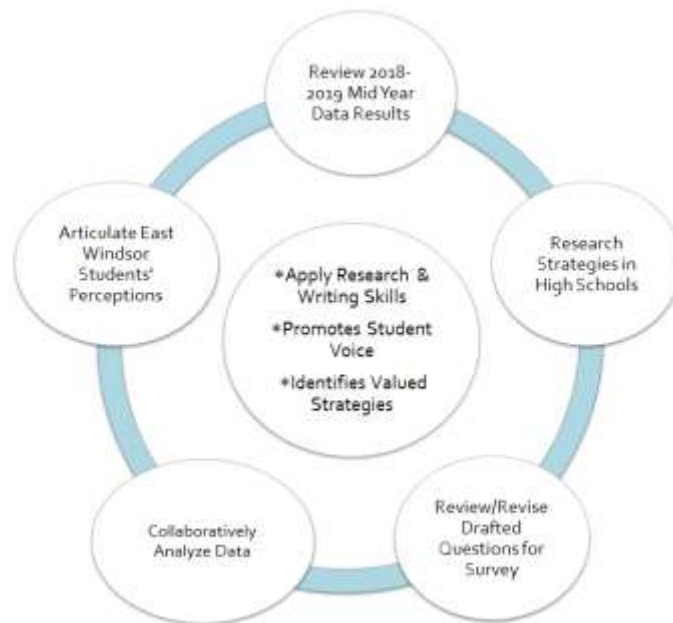 Review 2018-
2019 Mid Year
Data Results
Articulate East
Windsor
Students'
Perceptions
Research
Strategies in
High Schools
*Apply Research & 
Writing Skills
*Promotes Student
Voice
*Identifies Valued
Strategies
Collaboratively
Analyze Data
Review/Revise
Drafted
Questions for
Survey